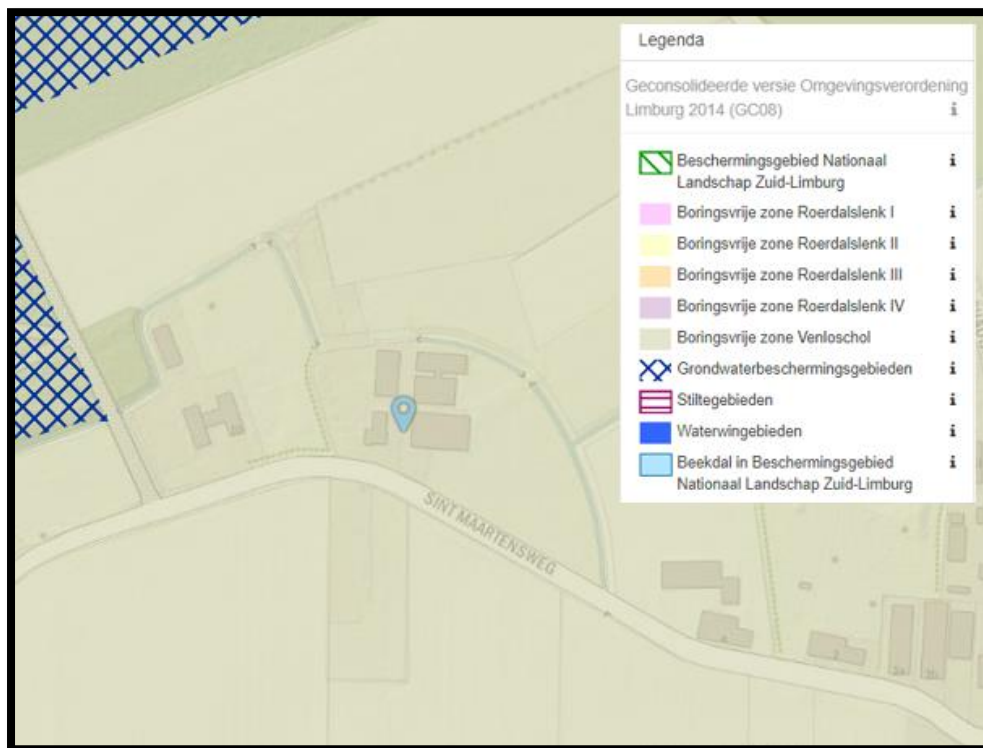 Legenda
Geconsolideerde versie Omgevingsverordening
Limburg 2014 (GC08)
Beschermingsgebied Nationaal
Landschap Zuid-Limburg
Boringsvrije zone Roerdalslenk I
Boringsvrije zone Roerdalslenk II
Boringsvrije zone Roerdalslenk III
Boringsvrije zone Roerdalslenk IV
Boringsvrije zone Venloschol
Grondwaterbeschermingsgebieden
Stiltegebieden
Waterwingebieden
Beekdal in Beschermingsgebied
Nationaal Landschap Zuid-Limburg
SINT MAARTENSWEG